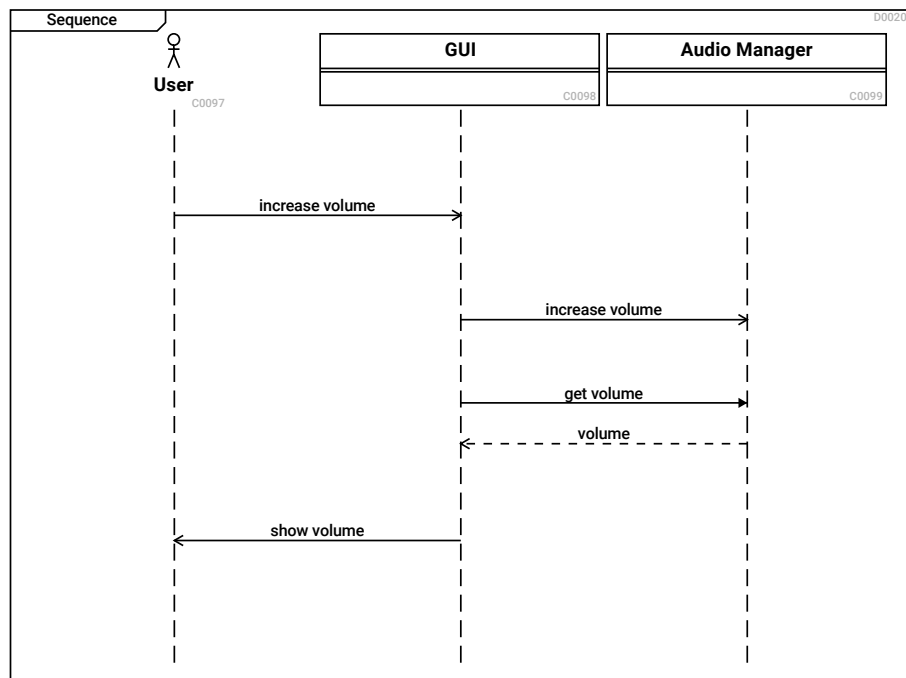 Sequence
D0020
User
C0097
GUI
C0098
Audio Manager
C0099
increase volume
increase volume
get volume
volume
show volume